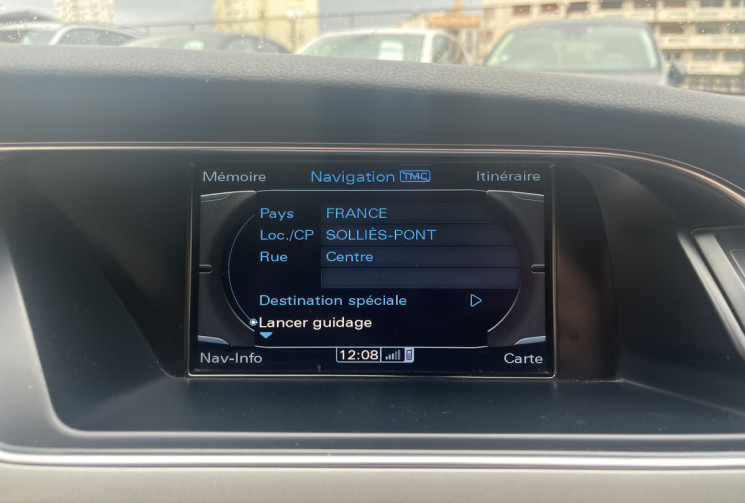 Mémoire Navigation TMC Itinéraire
Pays FRANCE
Loc./CP SOLLIÈS-PONT
Rue Centre
Destination spéciale
Lancer guidage
Nav-Info 12:08 Carte